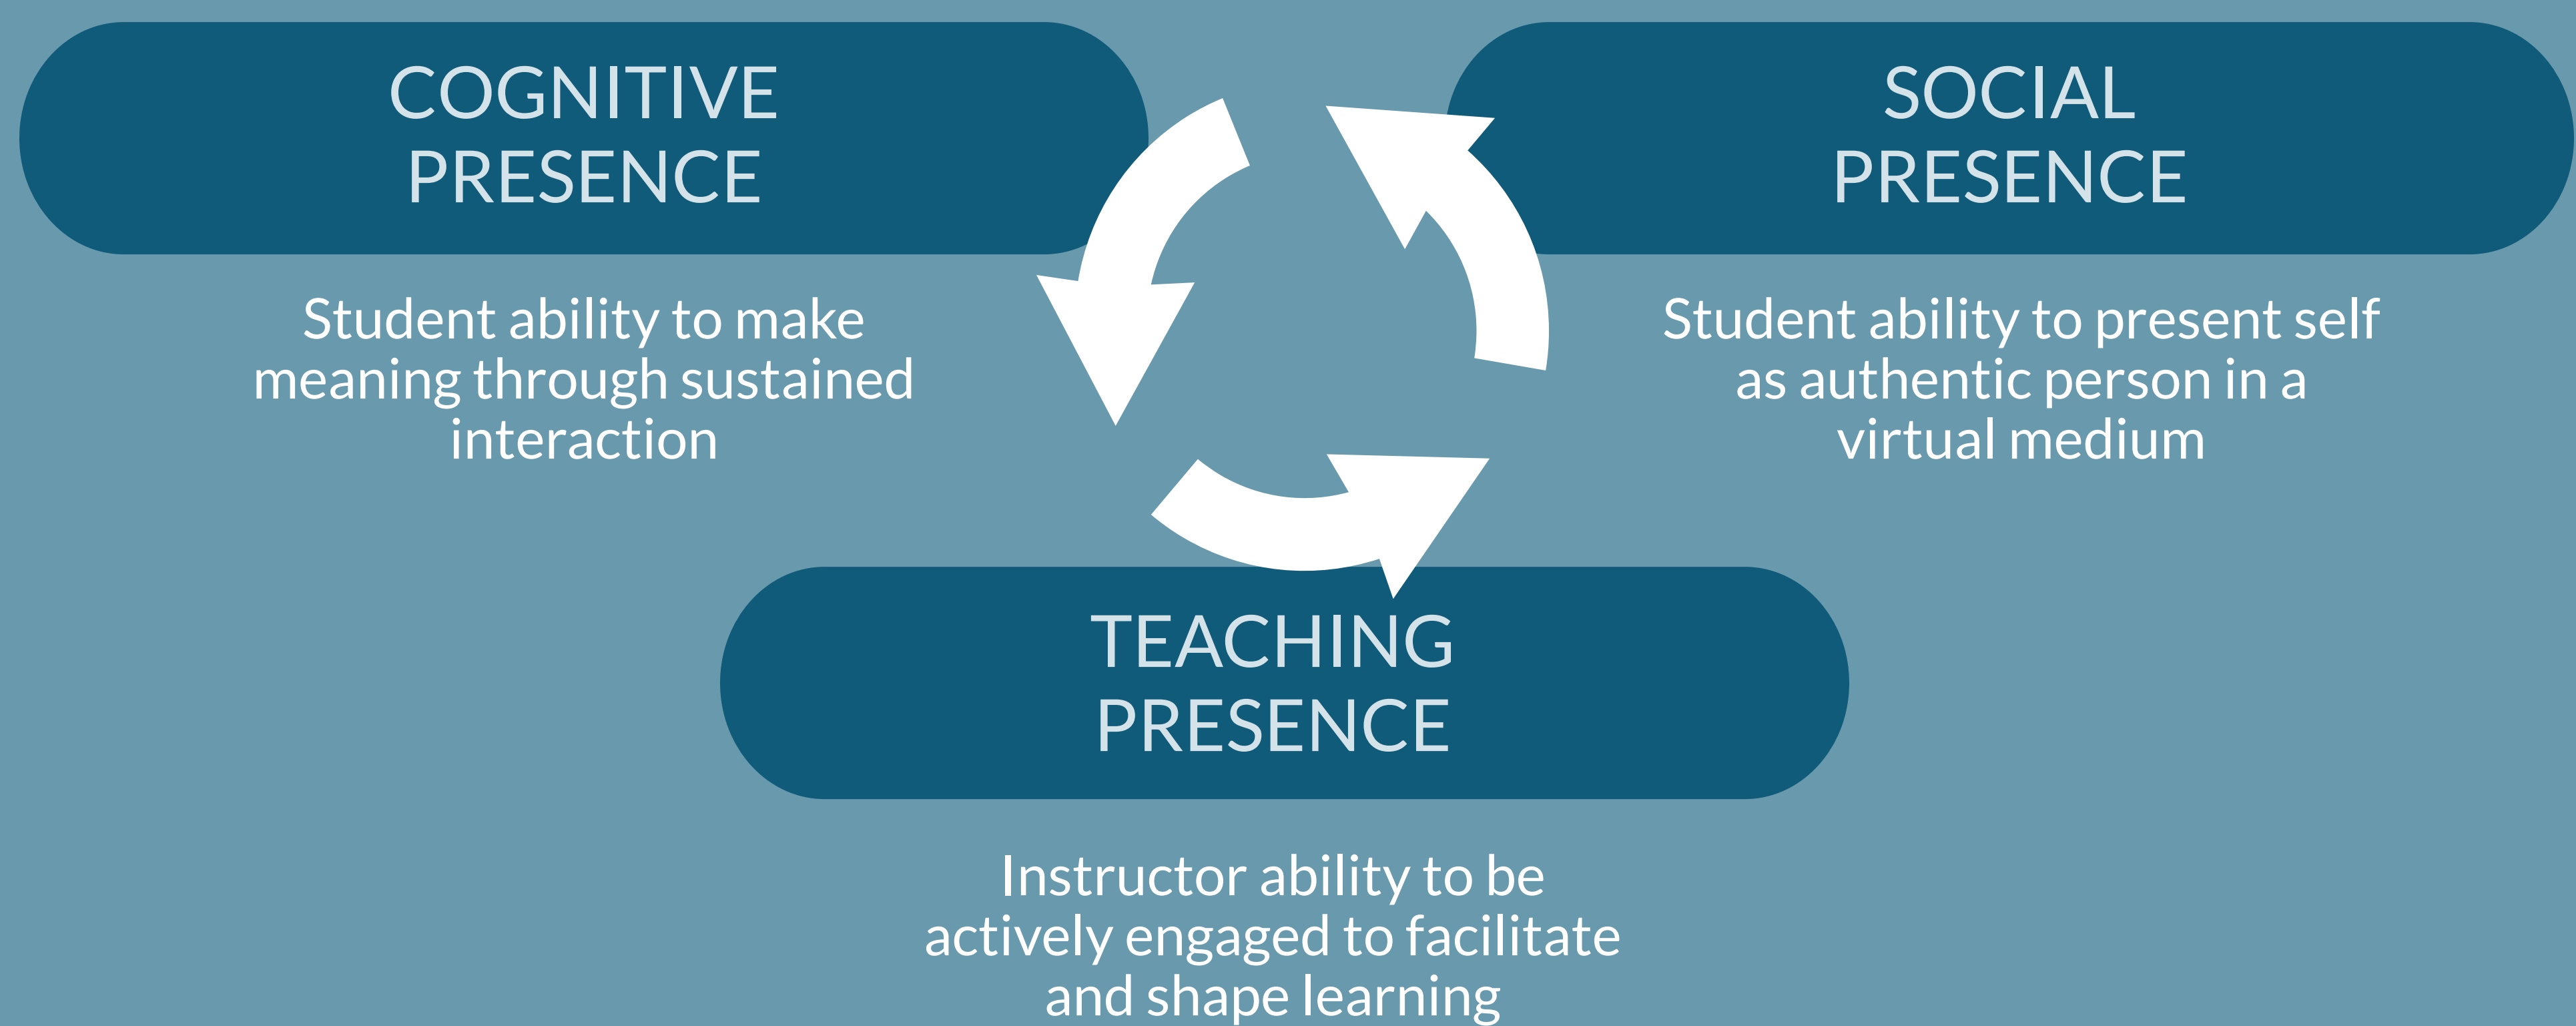 COGNITIVE
PRESENCE
Student ability to make
meaning through sustained
interaction
SOCIAL
PRESENCE
Student ability to present self
as authentic person in a
virtual medium
TEACHING
PRESENCE
Instructor ability to be
actively engaged to facilitate
and shape learning